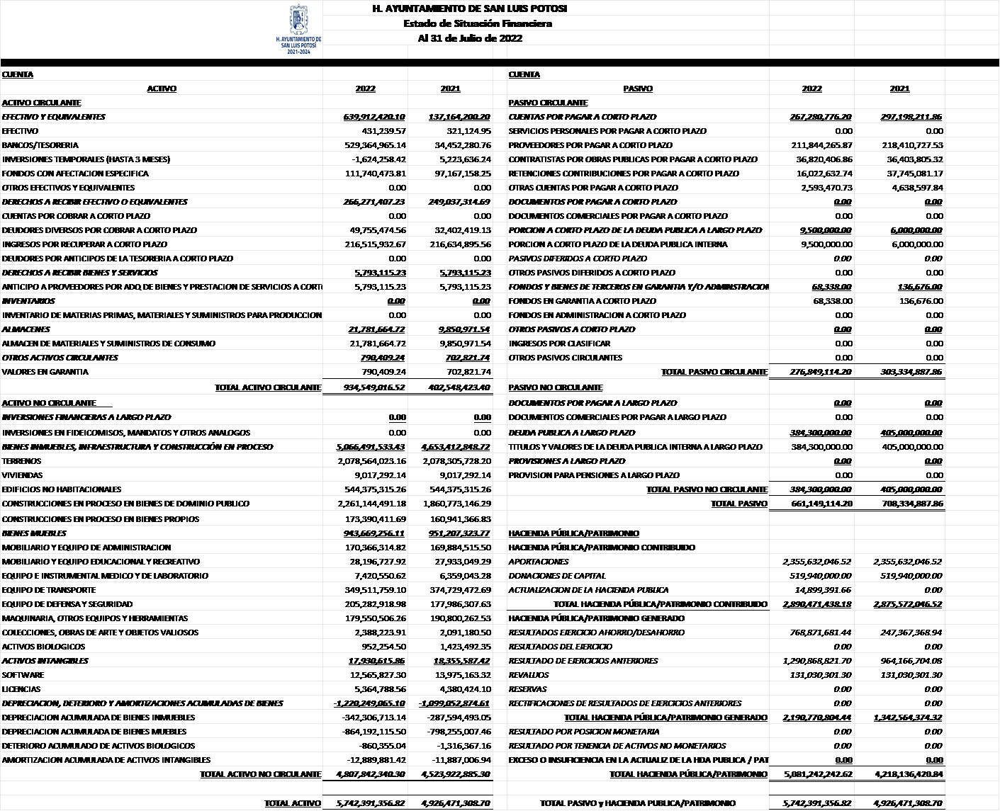 H. AYUNTAMIENTO DE SAN LUIS POTOSI
Estado de Situación Financiera
Al 31 de Julio de 2022
H. AYUNTAMIENTO DE
SAN LUIS POTOSÍ
2021-2024
CUENTA
ACTIVO 2022 2021
ACTIVO CIRCULANTE
EFECTIVO Y EQUIVALENTES 639,912,420.10 137,164,200.20
EFECTIVO 431,239.57 321,124.95
BANCOS/TESORERIA 529,364,965.14 34,452,280.76
INVERSIONES TEMPORALES (HASTA 3 MESES) -1,624,258.42 5,223,636.24
FONDOS CON AFECTACION ESPECIFICA 111,740,473.81 97,167,158.25
OTROS EFECTIVOS Y EQUIVALENTES 0.00 0.00
DERECHOS A RECIBIR EFECTIVO O EQUIVALENTES 266,271,407.23 249,037,314.69
CUENTAS POR COBRAR A CORTO PLAZO 0.00 0.00
DEUDORES DIVERSOS POR COBRAR A CORTO PLAZO 49,755,474.56 32,402,419.13
INGRESOS POR RECUPERAR A CORTO PLAZO 216,515,932.67 216,634,895.56
DEUDORES POR ANTICIPOS DE LA TESORERIA A CORTO PLAZO 0.00 0.00
DERECHOS A RECIBIR BIENES Y SERVICIOS 5,793,115.23 5,793,115.23
ANTICIPO A PROVEEDORES POR ADQ DE BIENES Y PRESTACION DE SERVICIOS A CORT 5,793,115.23 5,793,115.23
INVENTARIOS 0.00 0.00
INVENTARIO DE MATERIAS PRIMAS, MATERIALES Y SUMINISTROS PARA PRODUCCION 0.00 0.00
ALMACENES 21,781,664.72 9,850,971.54
ALMACEN DE MATERIALES Y SUMINISTROS DE CONSUMO 21,781,664.72 9,850,971.54
OTROS ACTIVOS CIRCULANTES 790,409.24 702,821.74
VALORES EN GARANTIA 790,409.24 702,821.74
TOTAL ACTIVO CIRCULANTE 934,549,016.52 402,548,423.40
ACTIVO NO CIRCULANTE
INVERSIONES FINANCIERAS A LARGO PLAZO 0.00 0.00
INVERSIONES EN FIDEICOMISOS, MANDATOS Y OTROS ANALOGOS 0.00 0.00
BIENES INMUEBLES, INFRAESTRUCTURA Y CONSTRUCCIÓN EN PROCESO 5,066,491,533.43 4,653,412,848.72
TERRENOS 2,078,564,023.16 2,078,305,728.20
VIVIENDAS 9,017,292.14 9,017,292.14
EDIFICIOS NO HABITACIONALES 544,375,315.26 544,375,315.26
CONSTRUCCIONES EN PROCESO EN BIENES DE DOMINIO PUBLICO 2,261,144,491.18 1,860,773,146.29
CONSTRUCCIONES EN PROCESO EN BIENES PROPIOS 173,390,411.69 160,941,366.83
BIENES MUEBLES 943,669,256.11 951,207,323.77
MOBILIARIO Y EQUIPO DE ADMINISTRACION 170,366,314.82 169,884,515.50
MOBILIARIO Y EQUIPO EDUCACIONAL Y RECREATIVO 28,196,727.92 27,933,049.29
EQUIPO E INSTRUMENTAL MEDICO Y DE LABORATORIO 7,420,550.62 6,359,043.28
EQUIPO DE TRANSPORTE 349,511,759.10 374,729,472.69
EQUIPO DE DEFENSA Y SEGURIDAD 205,282,918.98 177,986,307.63
MAQUINARIA, OTROS EQUIPOS Y HERRAMIENTAS 179,550,506.26 190,800,262.53
COLECCIONES, OBRAS DE ARTE Y OBJETOS VALIOSOS 2,388,223.91 2,091,180.50
ACTIVOS BIOLOGICOS 952,254.50 1,423,492.35
ACTIVOS INTANGIBLES 17,930,615.86 18,355,587.42
SOFTWARE 12,565,827.30 13,975,163.32
LICENCIAS 5,364,788.56 4,380,424.10
DEPRECIACION, DETERIORO Y AMORTIZACIONES ACUMULADAS DE BIENES -1,220,249,065.10 -1,099,052,874.61
DEPRECIACION ACUMULADA DE BIENES INMUEBLES -342,306,713.14 -287,594,493.05
DEPRECIACION ACUMULADA DE BIENES MUEBLES -864,192,115.50 -798,255,007.46
DETERIORO ACUMULADO DE ACTIVOS BIOLOGICOS -860,355.04 -1,316,367.16
AMORTIZACION ACUMULADA DE ACTIVOS INTANGIBLES -12,889,881.42 -11,887,006.94
TOTAL ACTIVO NO CIRCULANTE 4,807,842,340.30 4,523,922,885.30
TOTAL ACTIVO 5,742,391,356.82 4,926,471,308.70
CUENTA
PASIVO 2022 2021
PASIVO CIRCULANTE
CUENTAS POR PAGAR A CORTO PLAZO 267,280,776.20 297,198,211.86
SERVICIOS PERSONALES POR PAGAR A CORTO PLAZO 0.00 0.00
PROVEEDORES POR PAGAR A CORTO PLAZO 211,844,265.87 218,410,727.53
CONTRATISTAS POR OBRAS PUBLICAS POR PAGAR A CORTO PLAZO 36,820,406.86 36,403,805.32
RETENCIONES CONTRIBUCIONES POR PAGAR A CORTO PLAZO 16,022,632.74 37,745,081.17
OTRAS CUENTAS POR PAGAR A CORTO PLAZO 2,593,470.73 4,638,597.84
DOCUMENTOS POR PAGAR A CORTO PLAZO 0.00 0.00
DOCUMENTOS COMERCIALES POR PAGAR A CORTO PLAZO 0.00 0.00
PORCION A CORTO PLAZO DE LA DEUDA PUBLICA A LARGO PLAZO 9,500,000.00 6,000,000.00
PORCION A CORTO PLAZO DE LA DEUDA PUBLICA INTERNA 9,500,000.00 6,000,000.00
PASIVOS DIFERIDOS A CORTO PLAZO 0.00 0.00
OTROS PASIVOS DIFERIDOS A CORTO PLAZO 0.00 0.00
FONDOS Y BIENES DE TERCEROS EN GARANTIA Y/O ADMINISTRACION 68,338.00 136,676.00
FONDOS EN GARANTIA A CORTO PLAZO 68,338.00 136,676.00
FONDOS EN ADMINISTRACION A CORTO PLAZO 0.00 0.00
OTROS PASIVOS A CORTO PLAZO 0.00 0.00
INGRESOS POR CLASIFICAR 0.00 0.00
OTROS PASIVOS CIRCULANTES 0.00 0.00
TOTAL PASIVO CIRCULANTE 276,849,114.20 303,334,887.86
PASIVO NO CIRCULANTE
DOCUMENTOS POR PAGAR A LARGO PLAZO 0.00 0.00
DOCUMENTOS COMERCIALES POR PAGAR A LARGO PLAZO 0.00 0.00
DEUDA PUBLICA A LARGO PLAZO 384,300,000.00 405,000,000.00
TITULOS Y VALORES DE LA DEUDA PUBLICA INTERNA A LARGO PLAZO 384,300,000.00 405,000,000.00
PROVISIONES A LARGO PLAZO 0.00 0.00
PROVISION PARA PENSIONES A LARGO PLAZO 0.00 0.00
TOTAL PASIVO NO CIRCULANTE 384,300,000.00 405,000,000.00
TOTAL PASIVO 661,149,114.20 708,334,887.86
HACIENDA PÚBLICA/PATRIMONIO
HACIENDA PÚBLICA/PATRIMONIO CONTRIBUIDO
APORTACIONES 2,355,632,046.52 2,355,632,046.52
DONACIONES DE CAPITAL 519,940,000.00 519,940,000.00
ACTUALIZACION DE LA HACIENDA PUBLICA 14,899,391.66 0.00
TOTAL HACIENDA PÚBLICA/PATRIMONIO CONTRIBUIDO 2,890,471,438.18 2,875,572,046.52
HACIENDA PÚBLICA/PATRIMONIO GENERADO
RESULTADOS EJERCICIO AHORRO/DESAHORRO 768,871,681.44 247,367,368.94
RESULTADOS DEL EJERCICIO 0.00 0.00
RESULTADO DE EJERCICIOS ANTERIORES 1,290,868,821.70 964,166,704.08
REVALUOS 131,030,301.30 131,030,301.30
RESERVAS 0.00 0.00
RECTIFICACIONES DE RESULTADOS DE EJERCICIOS ANTERIORES 0.00 0.00
TOTAL HACIENDA PÚBLICA/PATRIMONIO GENERADO 2,190,770,804.44 1,342,564,374.32
RESULTADO POR POSICION MONETARIA 0.00 0.00
RESULTADO POR TENENCIA DE ACTIVOS NO MONETARIOS 0.00 0.00
EXCESO O INSUFICIENCIA EN LA ACTUALIZ DE LA HDA PUBLICA / PAT 0.00 0.00
TOTAL HACIENDA PÚBLICA/PATRIMONIO 5,081,242,242.62 4,218,136,420.84
TOTAL PASIVO y HACIENDA PUBLICA/PATRIMONIO 5,742,391,356.82 4,926,471,308.70